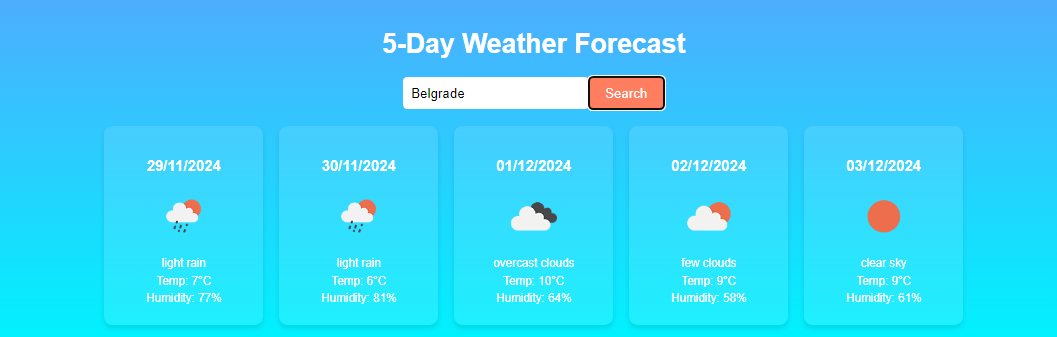 5-Day Weather Forecast
Belgrade
Search
29/11/2024
light rain
Temp: 7°C
Humidity: 77%
30/11/2024
light rain
Temp: 6°C
Humidity: 81%
01/12/2024
overcast clouds
Temp: 10°C
Humidity: 64%
02/12/2024
few clouds
Temp: 9°C
Humidity: 58%
03/12/2024
clear sky
Temp: 9°C
Humidity: 61%